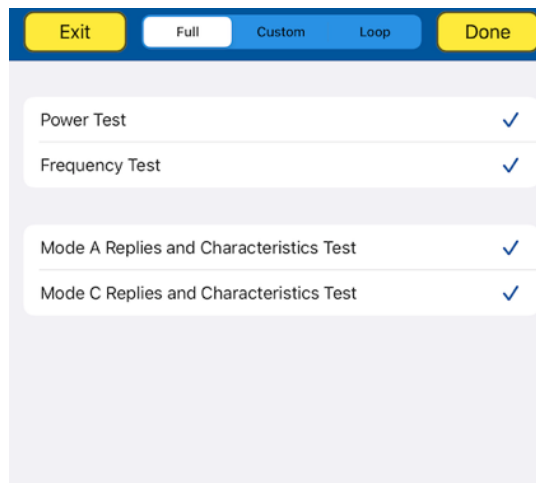 Exit Full Custom Loop Done
Power Test
Frequency Test
Mode A Replies and Characteristics Test
Mode C Replies and Characteristics Test